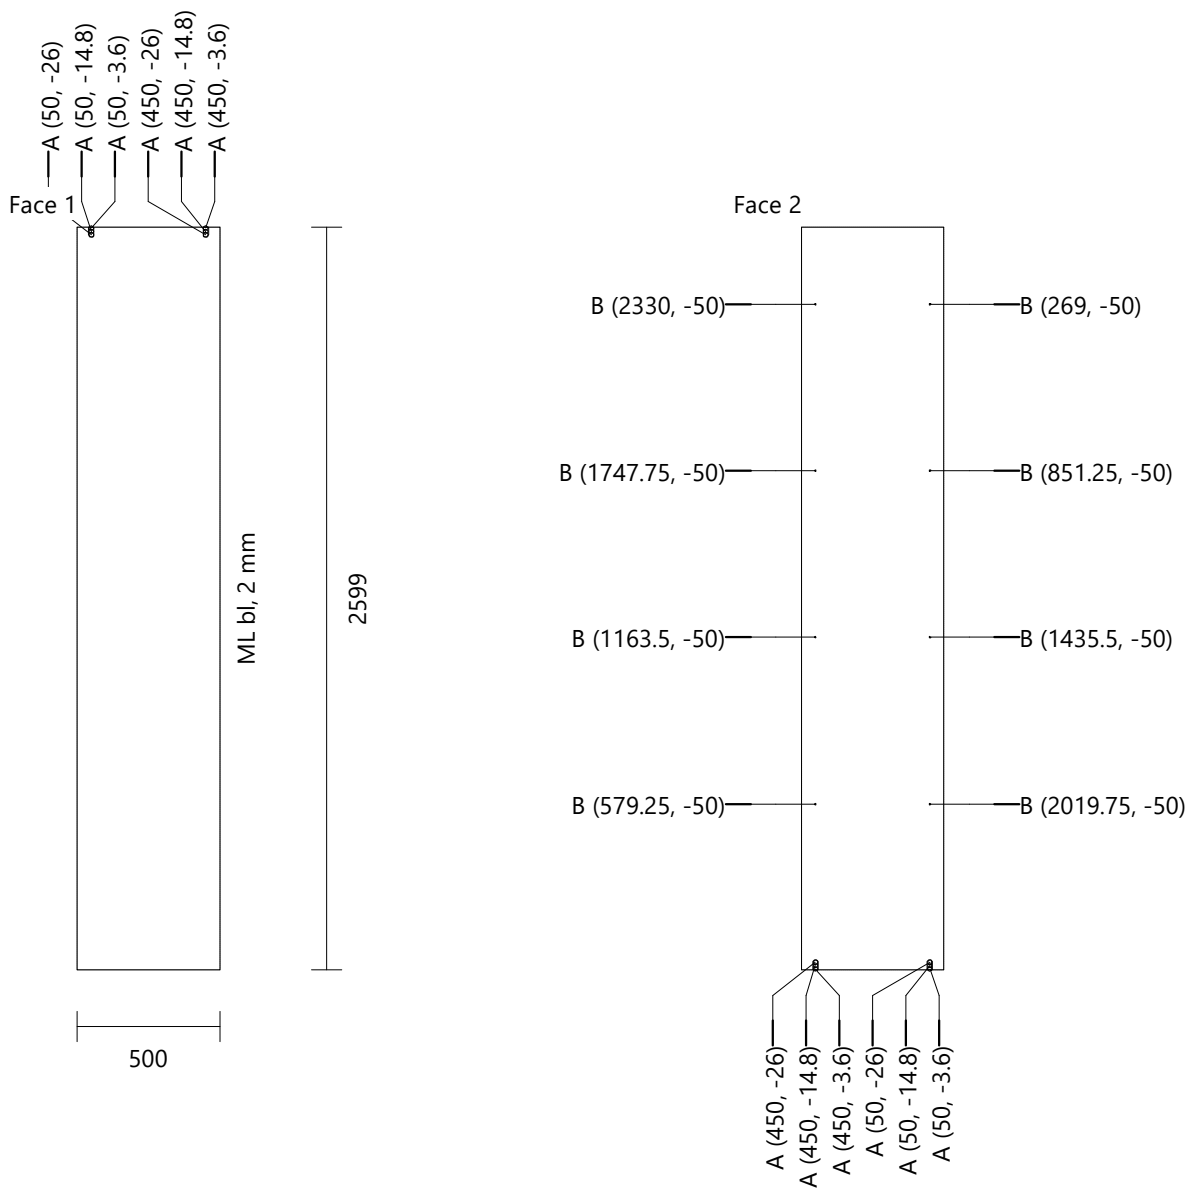 A (50, -26)
A (50, -14.8)
A (50, -3.6)
A (450, -26)
A (450, -14.8)
A (450, -3.6)
Face 1
ML bl, 2 mm
2599
500
Face 2
B (2330, -50)
B (269, -50)
B (1747.75, -50)
B (851.25, -50)
B (1163.5, -50)
B (1435.5, -50)
B (579.25, -50)
B (2019.75, -50)
A (450, -26)
A (450, -14.8)
A (450, -3.6)
A (50, -26)
A (50, -14.8)
A (50, -3.6)